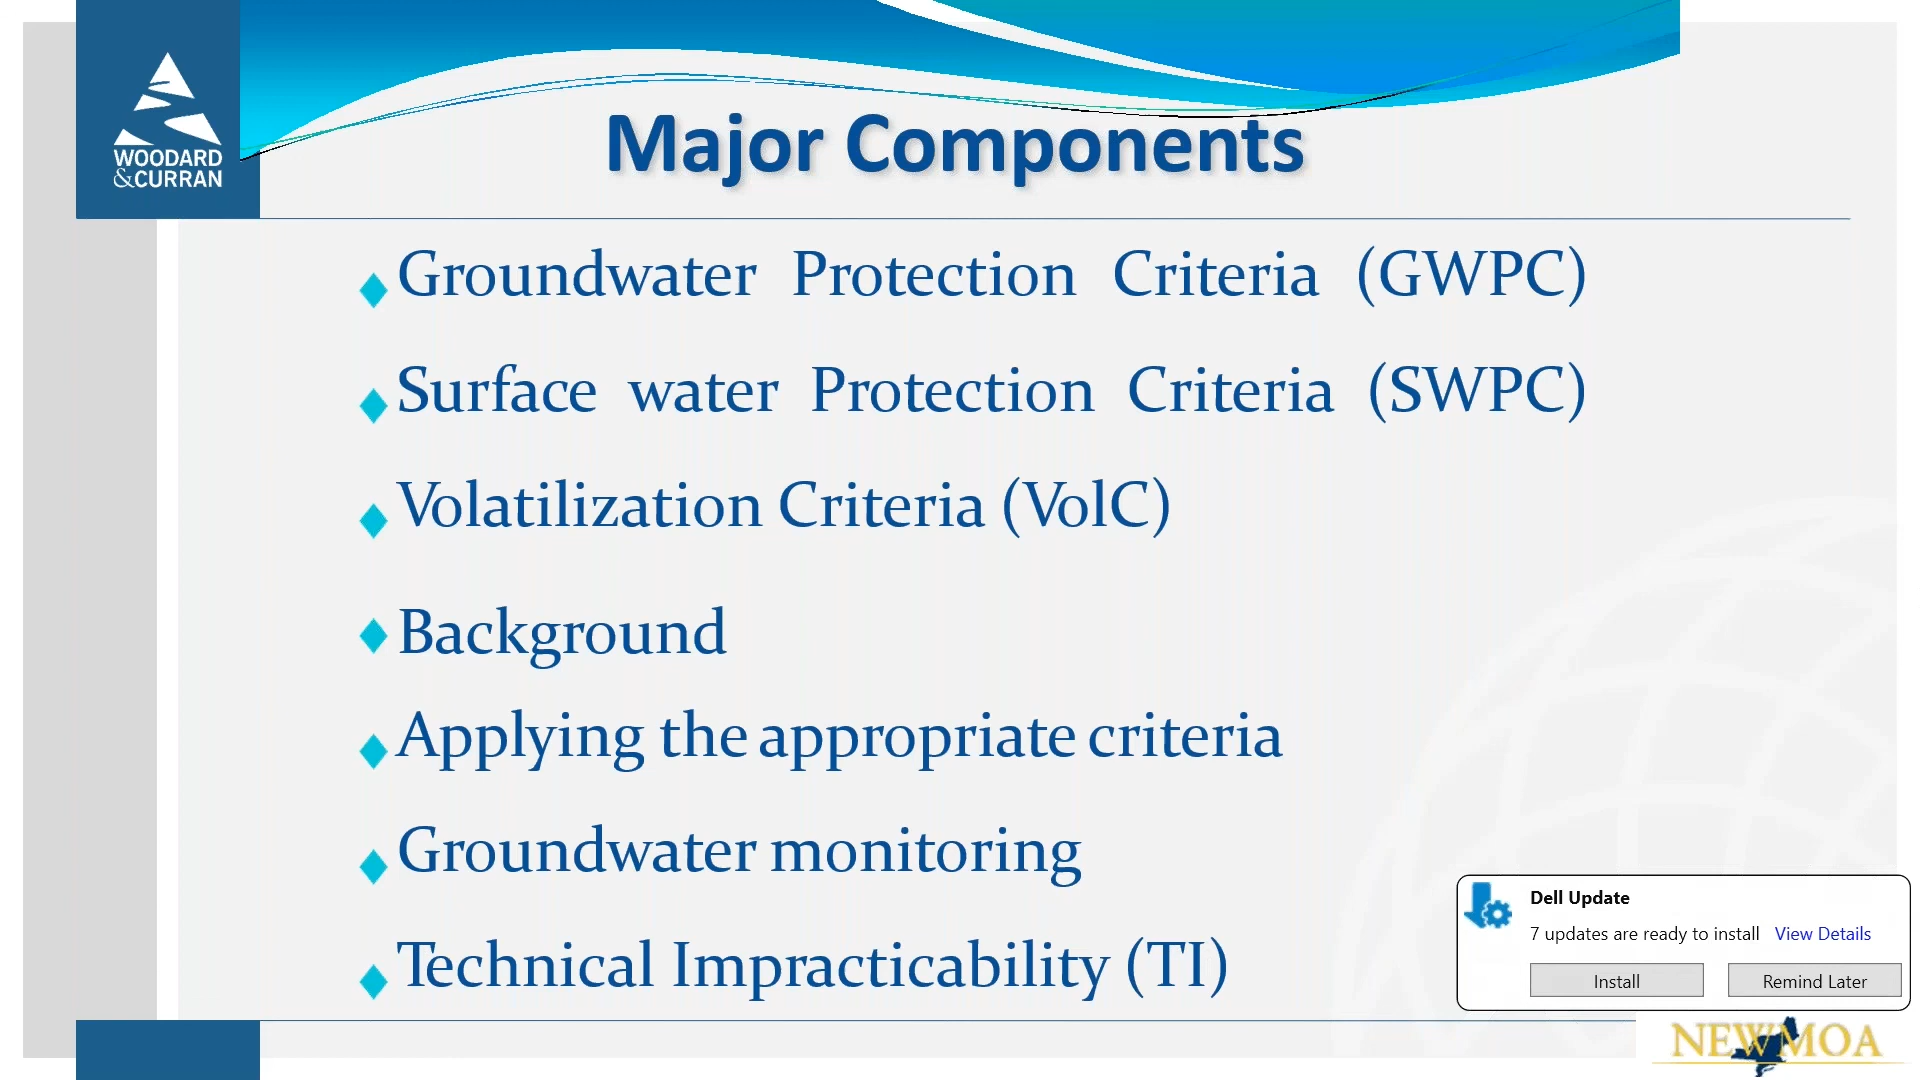 WOODARD
&CURRAN
Major Components
Groundwater Protection Criteria (GWPC)
Surface water Protection Criteria (SWPC)
Volatilization Criteria (VolC)
Background
Applying the appropriate criteria
Groundwater monitoring
Technical Impracticability (TI)
Dell Update
7 updates are ready to install View Details
Install Remind Later
NEWMOA